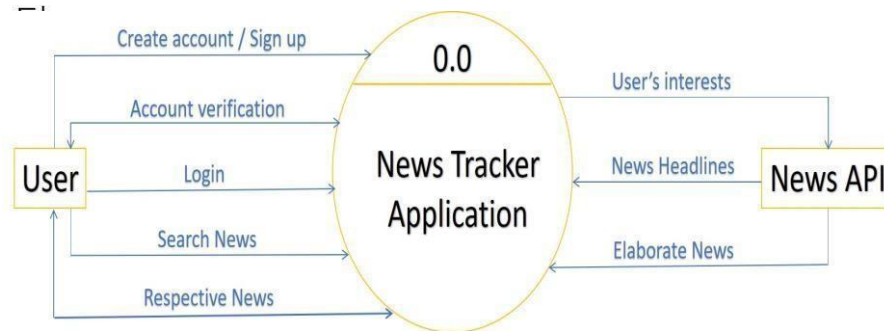 Create account / Sign up
0.0
User's interests
Account verification
News Tracker
Application
User
Login
News Headlines
News API
Search News
Elaborate News
Respective News